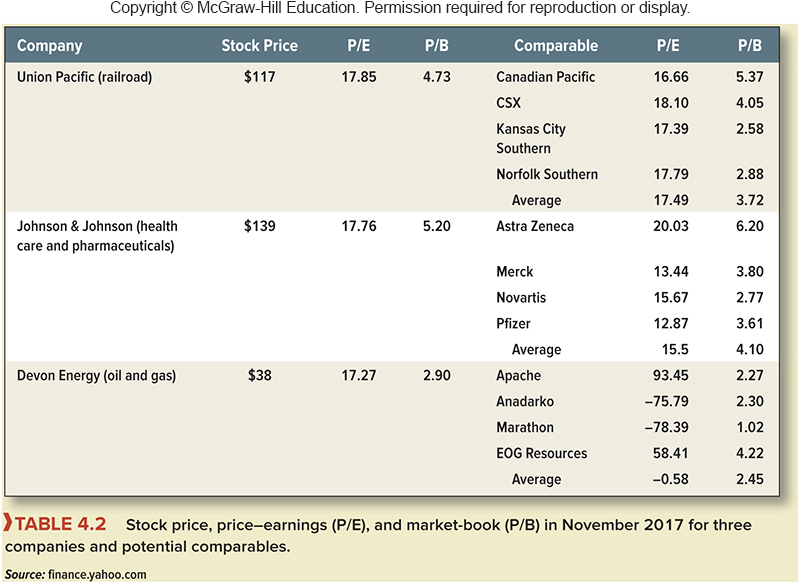 Copyright © McGraw-Hill Education. Permission required for reproduction or display.
Company Stock Price P/E P/B Comparable P/E P/B
Union Pacific (railroad) $117 17.85 4.73 Canadian Pacific 16.66 5.37
CSX 18.10 4.05
Kansas City 17.39 2.58
Southern
Norfolk Southern 17.79 2.88
Average 17.49 3.72
Johnson & Johnson (health $139 17.76 5.20 Astra Zeneca 20.03 6.20
care and pharmaceuticals)
Merck 13.44 3.80
Novartis 15.67 2.77
Pfizer 12.87 3.61
Average 15.5 4.10
Devon Energy (oil and gas) $38 17.27 2.90 Apache 93.45 2.27
Anadarko –75.79 2.30
Marathon –78.39 1.02
EOG Resources 58.41 4.22
Average –0.58 2.45
TABLE 4.2 Stock price, price–earnings (P/E), and market-book (P/B) in November 2017 for three
companies and potential comparables.
Source: finance.yahoo.com